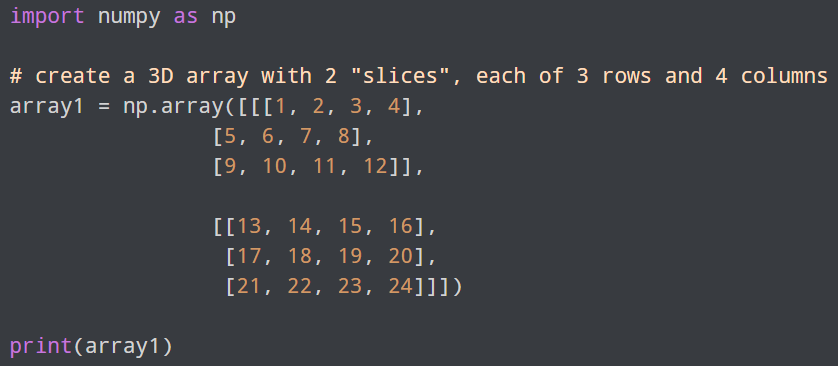 import numpy as np
# create a 3D array with 2 "slices", each of 3 rows and 4 columns
array1 = np.array([[[1, 2, 3, 4],
[5, 6, 7, 8],
[9, 10, 11, 12]],
[[13, 14, 15, 16],
[17, 18, 19, 20],
[21, 22, 23, 24]]])
print(array1)